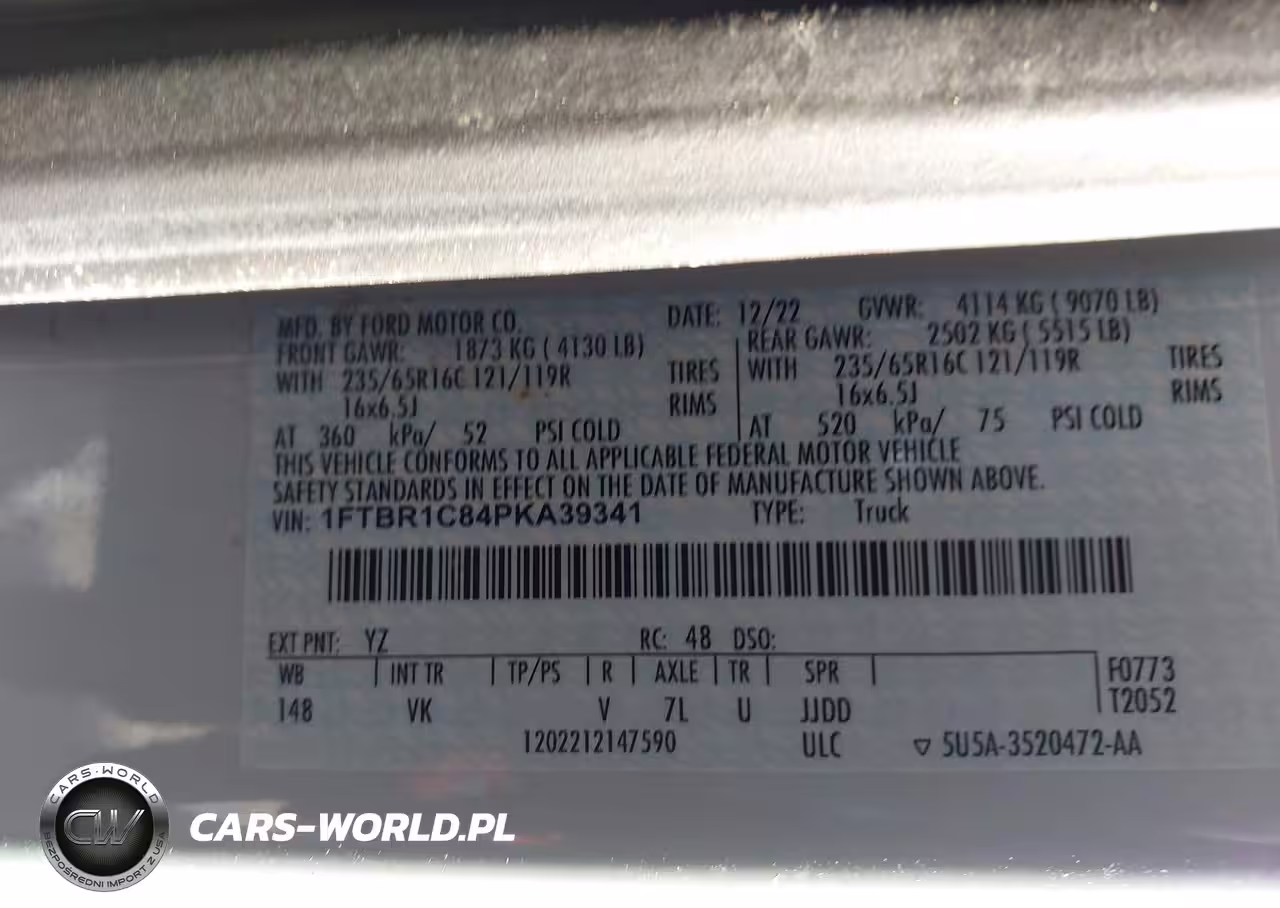 MFD. BY FORD MOTOR CO. DATE: 12/22 GVWR: 4114 KG ( 9070 LB)
FRONT GAWR: 1873 KG ( 4130 LB) REAR GAWR: 2502 KG ( 5515 LB)
WITH 235/65R16C 121/119R TIRES WITH 235/65R16C 121/119R TIRES
16x6.5J RIMS 16x6.5J RIMS
AT 360 kPa/ 52 PSI COLD AT 520 kPa/ 75 PSI COLD
THIS VEHICLE CONFORMS TO ALL APPLICABLE FEDERAL MOTOR VEHICLE
SAFETY STANDARDS IN EFFECT ON THE DATE OF MANUFACTURE SHOWN ABOVE.
VIN: 1FTBR1C84PKA39341 TYPE: Truck
EXT PNT: YZ RC: 48 DSO:
WB INT TR TP/PS R AXLE TR SPR F0773
148 VK V 7L U JJDD T2052
1202212147590 ULC ▽ 5U5A-3520472-AA
CARS-WORLD
CW
BEZPOŚREDNI IMPORT Z USA
CARS-WORLD.PL